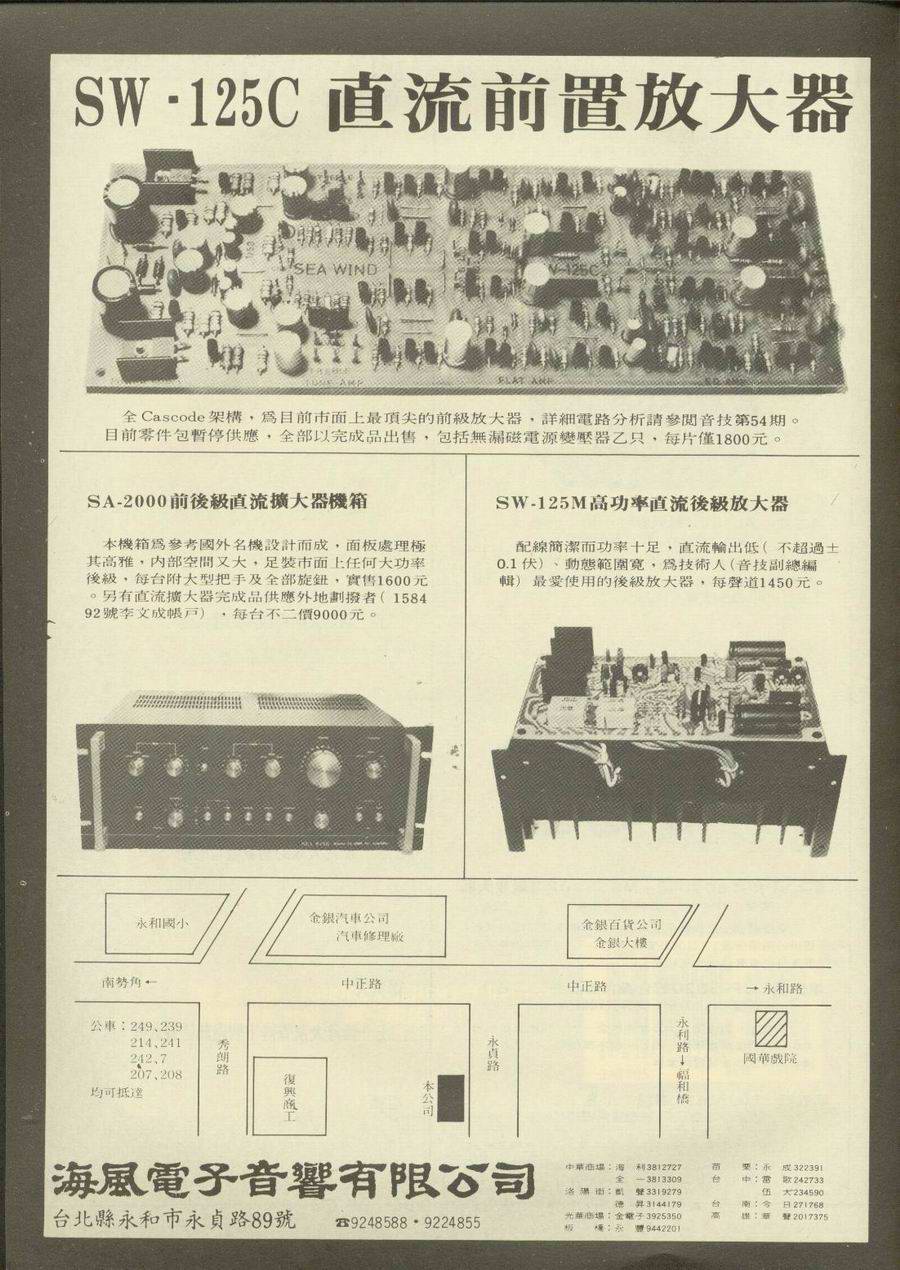 SW-125C 直流前置放大器
SEA WIND
W-125C
TONE AMP
FLAT AMP
EQ AMP
全Cascode架構，為目前市面上最頂尖的前級放大器，詳細電路分析請參閱音技第54期。
目前零件包暫停供應，全部以完成品出售，包括無漏磁電源變壓器乙只，每片僅1800元。
SA-2000前後級直流擴大器機箱
本機箱爲參考國外名機設計而成，面板處理極
其高雅，內部空間又大，足裝市面上任何大功率
後級，每台附大型把手及全部旋鈕，實售1600元
。另有直流擴大器完成品供應外地劃撥者（1584
92號李文成帳戶），每台不二價9000元。
SW-125M高功率直流後級放大器
配線簡潔而功率十足，直流輸出低(不超過±
0.1伏)、動態範圍寬，爲技術人(音技副總編
輯)最愛使用的後級放大器，每聲道1450元。
SEA WIND
永和國小
金銀汽車公司
汽車修理廠
金銀百貨公司
金銀大樓
南勢角←
中正路
中正路
→永和路
公車：249、239
214、241
242、7
207、208
均可抵達
秀朗路
復興商工
本公司
永貞路
永利路→福和橋
國華戲院
海風電子音響有限公司
台北縣永和市永貞路89號
☎9248588・9224855
中華商場：海 利3812727
全 一3813309
洛陽街：凱 聲3319279
德 昇3144179
光華商場：金電子3925350
板 橋：永 豐9442201
苗 栗：永 成322391
台 中：雷 歐242733
伍 大234590
台 南：今 日271768
高 雄：華 聲2017375